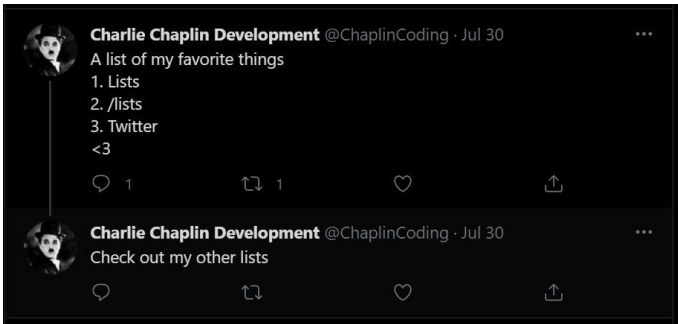 Charlie Chaplin Development @ChaplinCoding · Jul 30
A list of my favorite things
1. Lists
2. /lists
3. Twitter
<3
1 1
Charlie Chaplin Development @ChaplinCoding · Jul 30
Check out my other lists